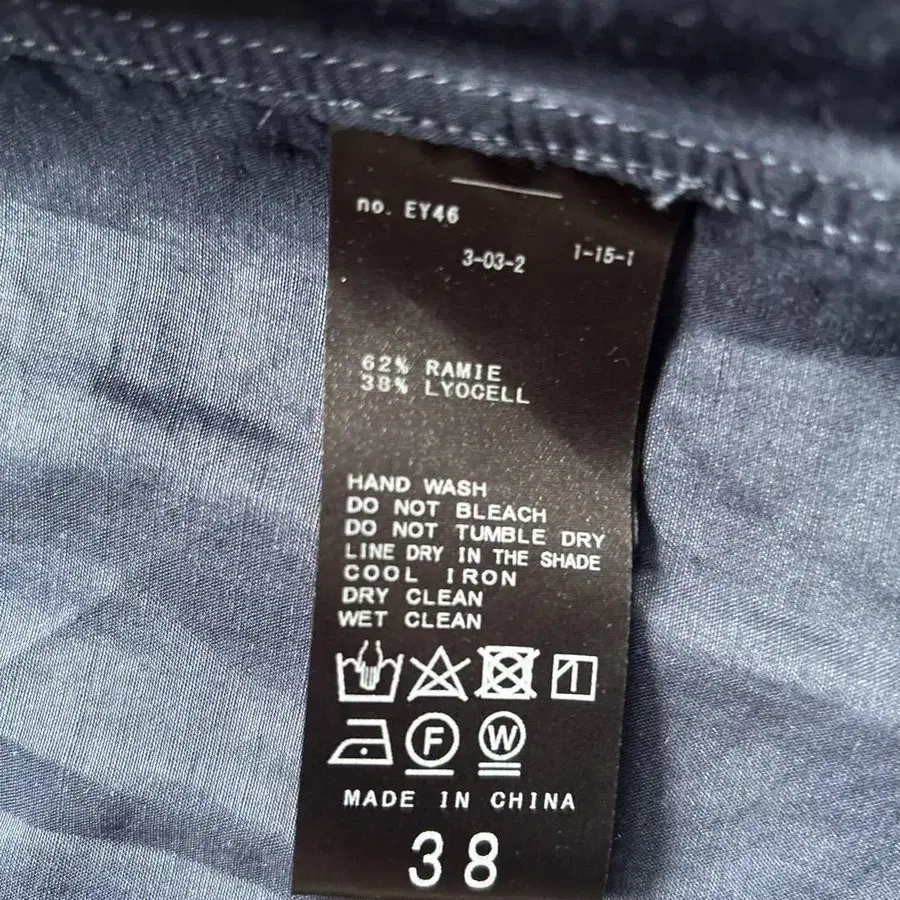 no. EY46
3-03-2 1-15-1
62% RAMIE
38% LYOCELL
HAND WASH
DO NOT BLEACH
DO NOT TUMBLE DRY
LINE DRY IN THE SHADE
COOL IRON
DRY CLEAN
WET CLEAN
F W
MADE IN CHINA
38